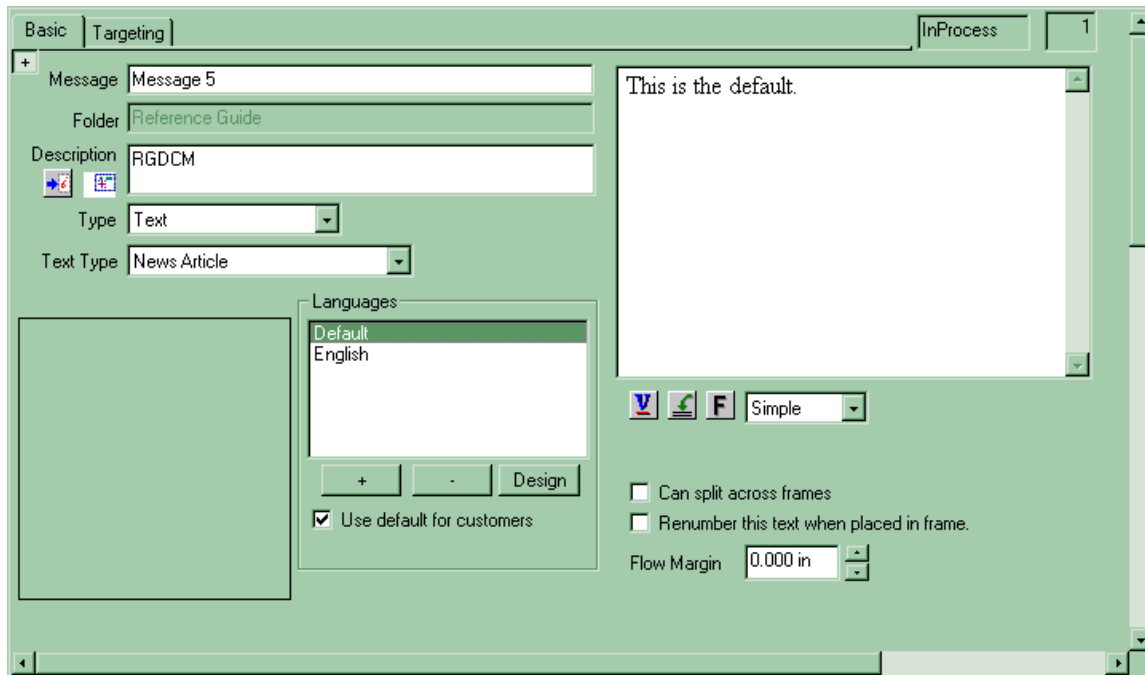 Basic Targeting InProcess 1
+
Message Message 5
Folder Reference Guide
Description RGDCM
Type Text
Text Type News Article
Languages
Default
English
+ - Design
Use default for customers
This is the default.
V F Simple
Can split across frames
Renumber this text when placed in frame.
Flow Margin 0.000 in